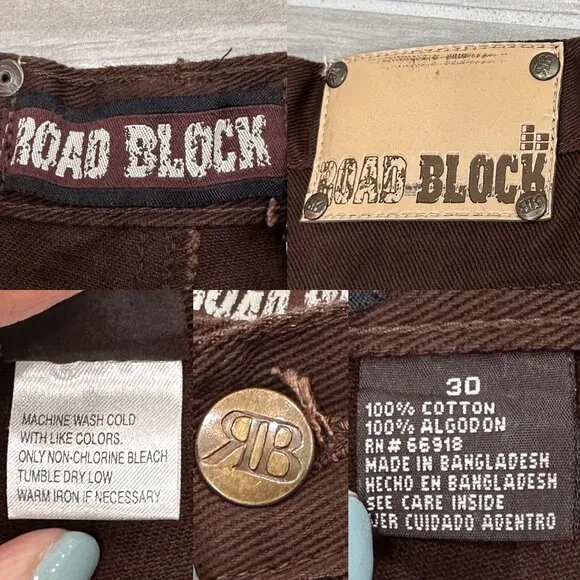 ROAD BLOCK
ROAD BLOCK
MACHINE WASH COLD
WITH LIKE COLORS.
ONLY NON-CHLORINE BLEACH
TUMBLE DRY LOW
WARM IRON IF NECESSARY
RB
30
100% COTTON
100% ALGODON
RN# 66918
MADE IN BANGLADESH
HECHO EN BANGLADESH
SEE CARE INSIDE
VER CUIDADO ADENTRO